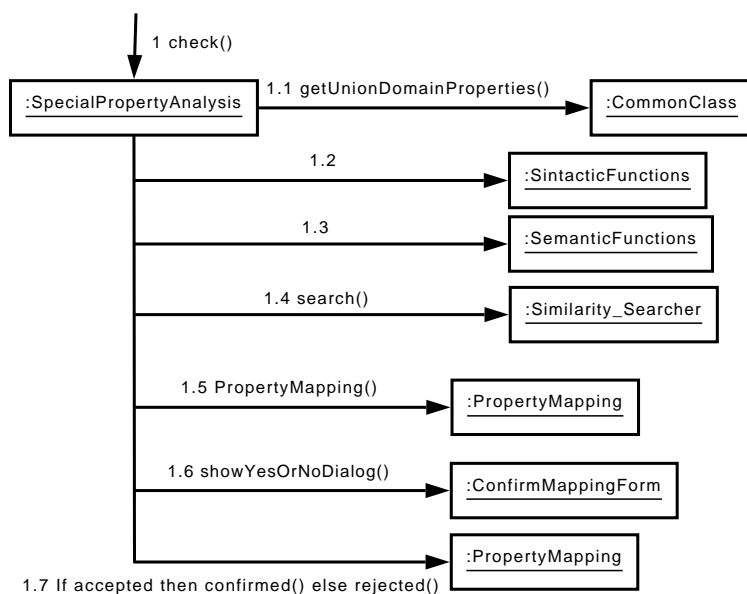 1 check()
:SpecialPropertyAnalysis
1.1 getUnionDomainProperties()
:CommonClass
1.2
:SintacticFunctions
1.3
:SemanticFunctions
1.4 search()
:Similarity_Searcher
1.5 PropertyMapping()
:PropertyMapping
1.6 showYesOrNoDialog()
:ConfirmMappingForm
:PropertyMapping
1.7 If accepted then confirmed() else rejected()